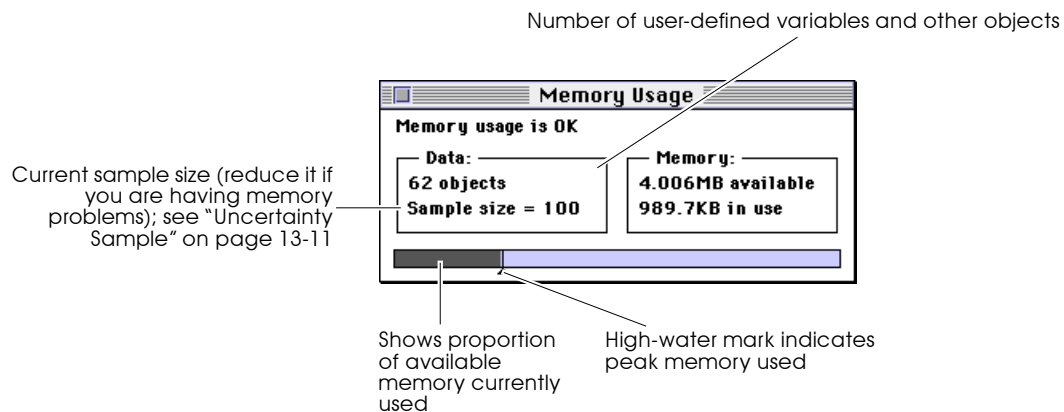 Number of user-defined variables and other objects
Memory Usage
Memory usage is OK
Data:
62 objects
Sample size = 100
Memory:
4.006MB available
989.7KB in use
Current sample size (reduce it if
you are having memory
problems); see "Uncertainty
Sample" on page 13-11
Shows proportion
of available
memory currently
used
High-water mark indicates
peak memory used